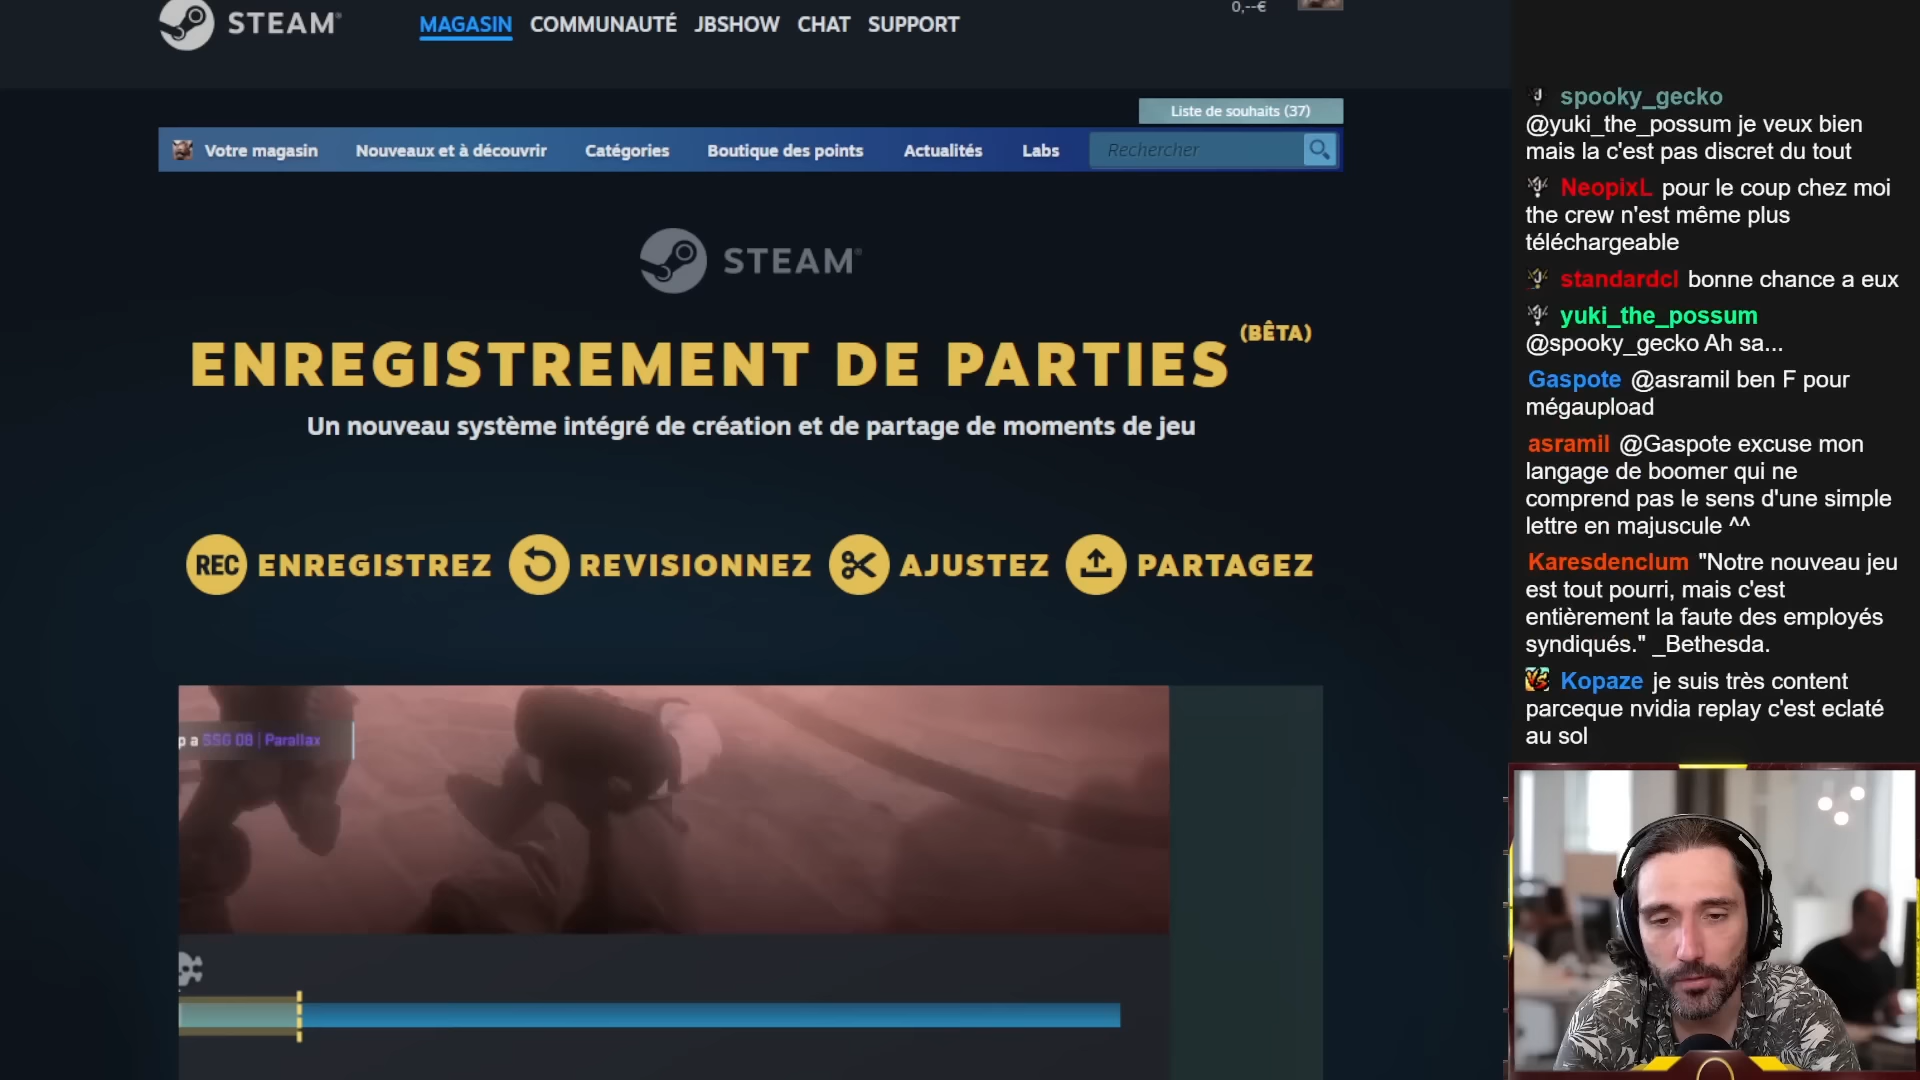 STEAM
MAGASIN COMMUNAUTÉ JBSHOW CHAT SUPPORT
0,--€
Liste de souhaits (37)
Votre magasin Nouveaux et à découvrir Catégories Boutique des points Actualités Labs Rechercher
STEAM
ENREGISTREMENT DE PARTIES (BÊTA)
Un nouveau système intégré de création et de partage de moments de jeu
REC ENREGISTREZ REVISIONNEZ AJUSTEZ PARTAGEZ
p a SSG 08 | Parallax
spooky_gecko
@yuki_the_possum je veux bien
mais la c'est pas discret du tout
NeopixL pour le coup chez moi
the crew n'est même plus
téléchargeable
standardcl bonne chance a eux
yuki_the_possum
@spooky_gecko Ah sa...
Gaspote @asramil ben F pour
mégaupload
asramil @Gaspote excuse mon
langage de boomer qui ne
comprend pas le sens d'une simple
lettre en majuscule ^^
Karesdenclum "Notre nouveau jeu
est tout pourri, mais c'est
entièrement la faute des employés
syndiqués." _Bethesda.
Kopaze je suis très content
parceque nvidia replay c'est eclaté
au sol